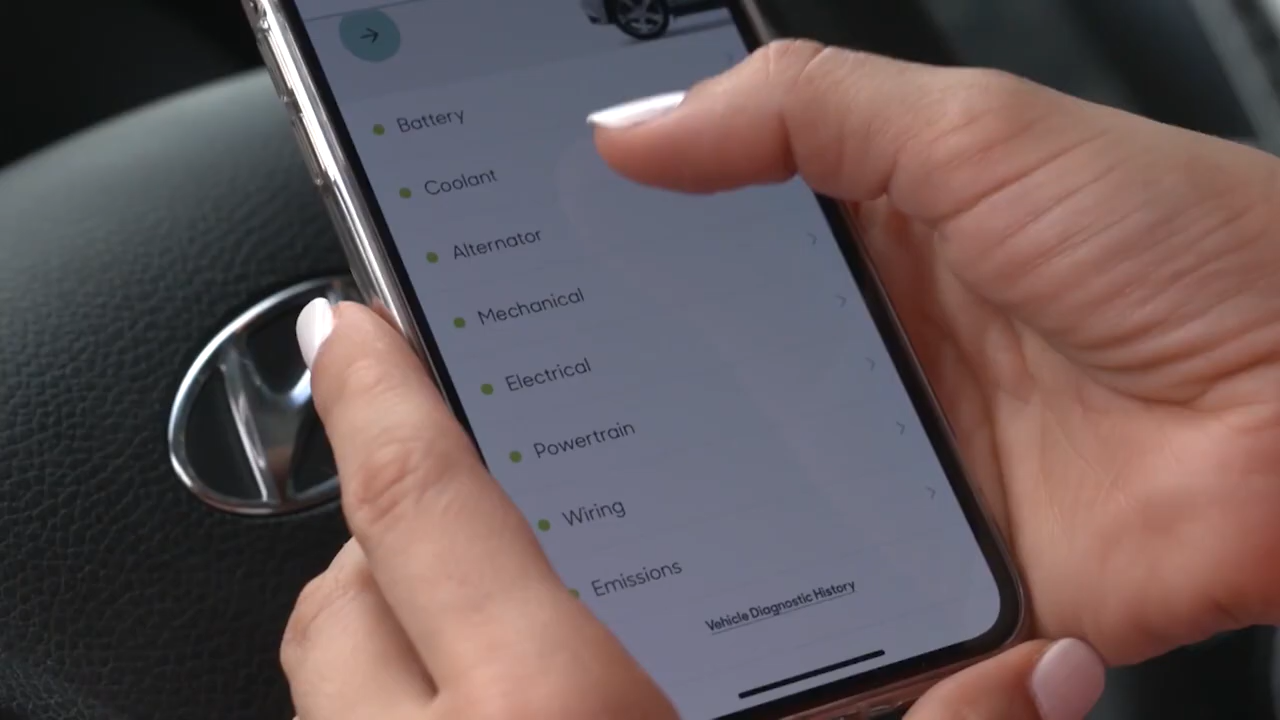 Battery
Coolant
Alternator
Mechanical
Electrical
Powertrain
Wiring
Emissions
Vehicle Diagnostic History